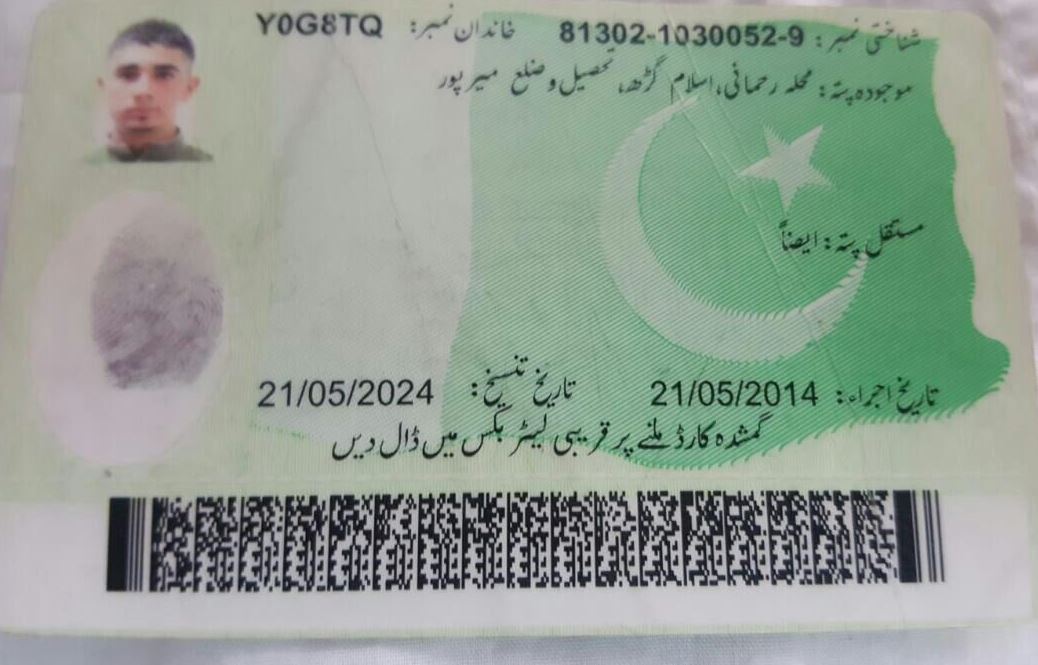 شناختی نمبر: 81302-1030052-9 خاندان نمبر: Y0G8TQ
موجودہ پتہ: محلہ رحمانی، اسلام گڑھ، تحصیل و ضلع میرپور
مستقل پتہ: ایضاً
تاریخ اجراء: 21/05/2014 تاریخ تنسیخ: 21/05/2024
گمشدہ کارڈ ملنے پر قریبی لیٹر بکس میں ڈال دیں